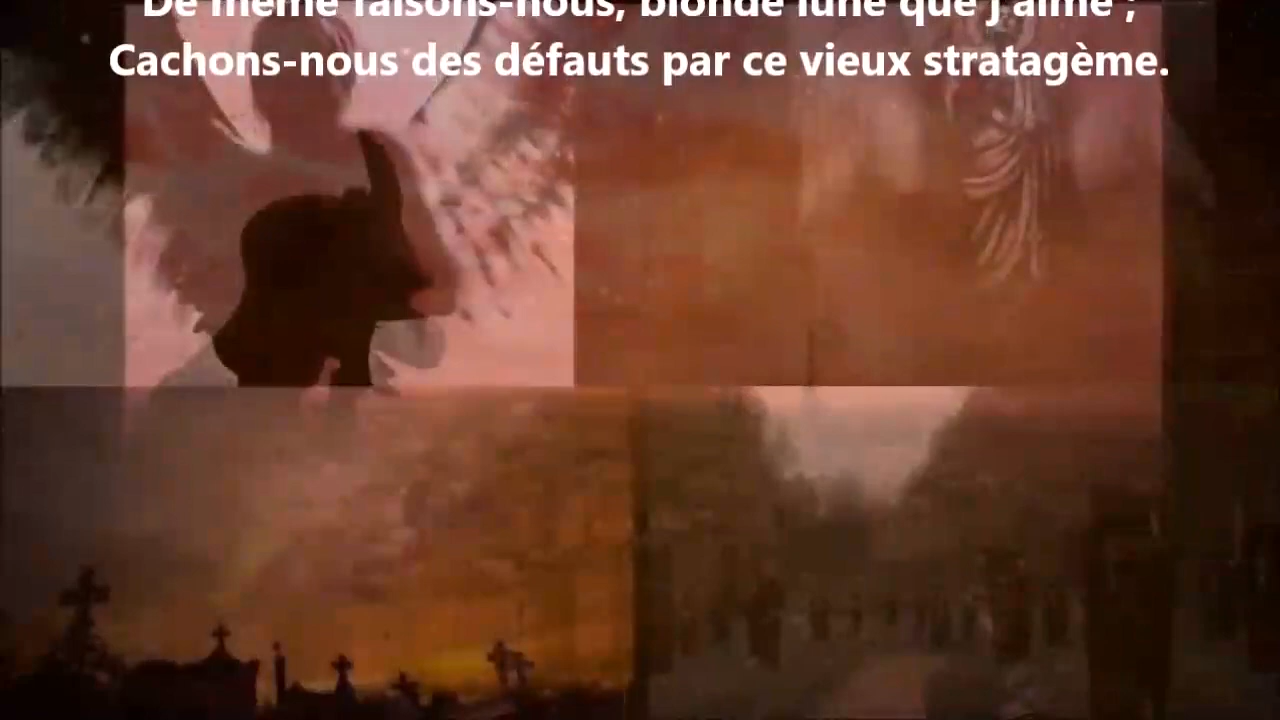 De même faisons-nous, blonde lune que j'aime ;
Cachons-nous des défauts par ce vieux stratagème.